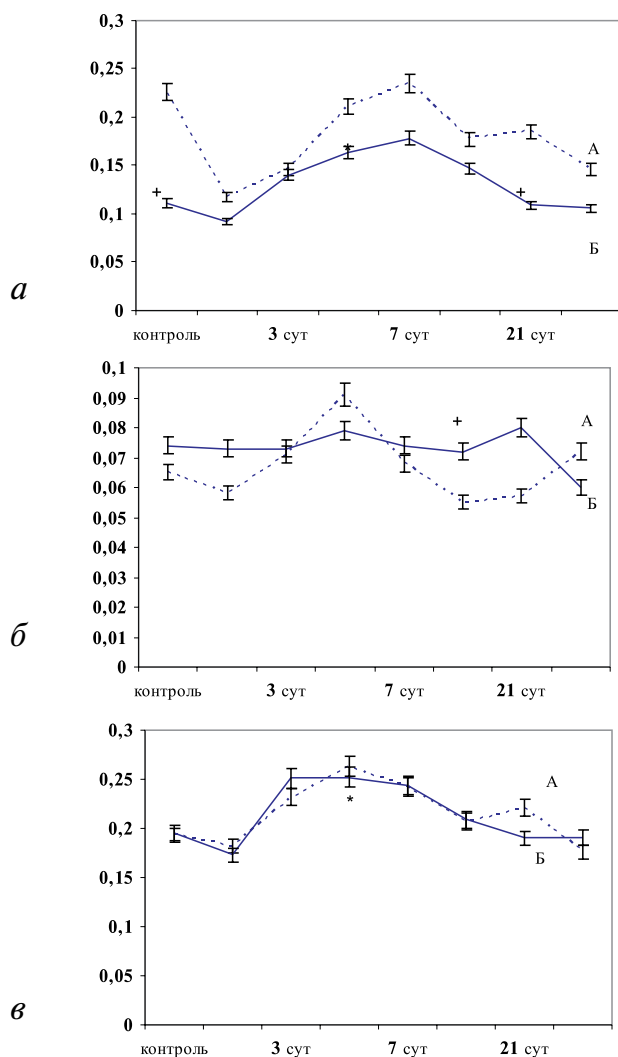 0,3
0,25
0,2
0,15
0,1
0,05
0
+
*
+
А
Б
а
контроль 3 сут 7 сут 21 сут
0,1
0,09
0,08
0,07
0,06
0,05
0,04
0,03
0,02
0,01
0
+
А
Б
б
контроль 3 сут 7 сут 21 сут
0,3
0,25
0,2
0,15
0,1
0,05
0
*
А
Б
в
контроль 3 сут 7 сут 21 сут